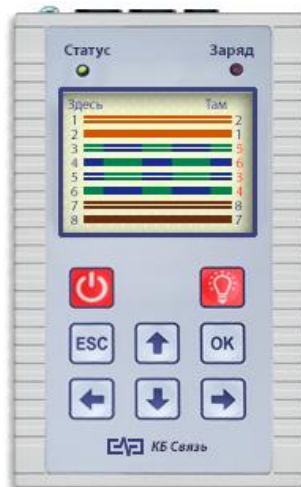 Статус Заряд
Здесь Там
1 2
2 1
3 5
4 6
5 3
6 4
7 8
8 7
ESC OK
КБ Связь